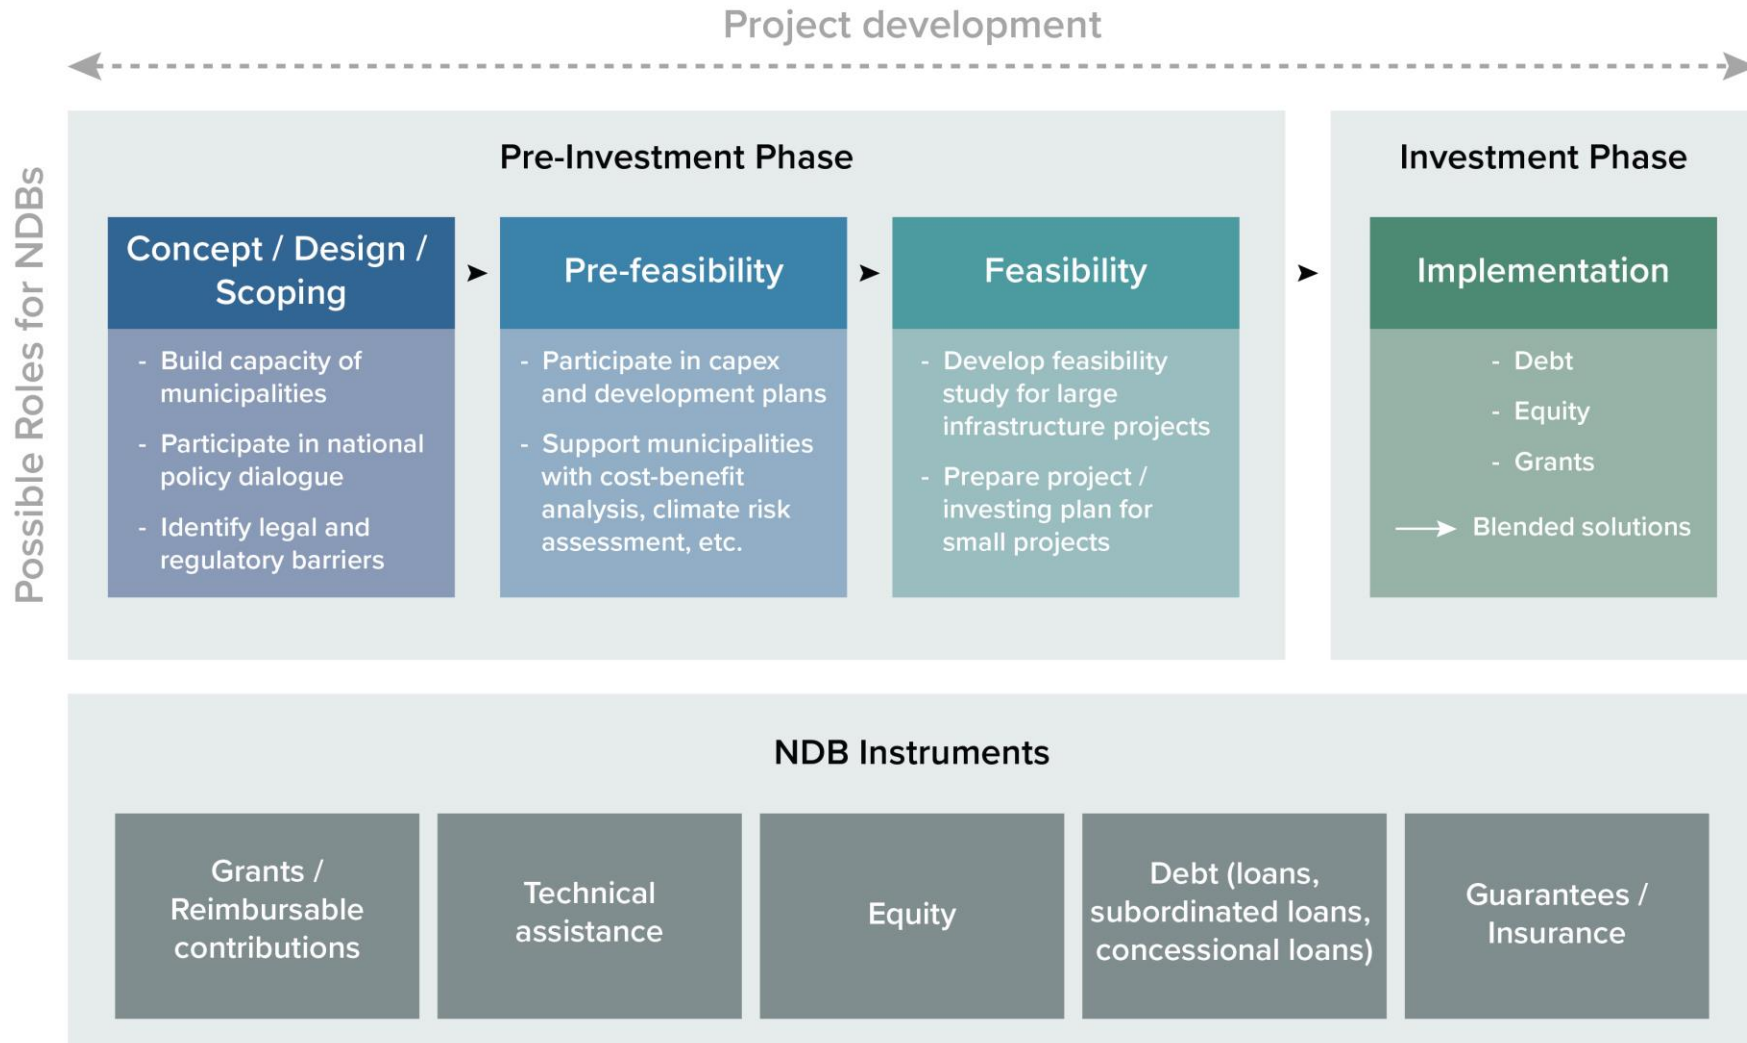 Project development
Possible Roles for NDBs
Pre-Investment Phase
Concept / Design /
Scoping
- Build capacity of
municipalities
- Participate in national
policy dialogue
- Identify legal and
regulatory barriers
Pre-feasibility
- Participate in capex
and development plans
- Support municipalities
with cost-benefit
analysis, climate risk
assessment, etc.
Feasibility
- Develop feasibility
study for large
infrastructure projects
- Prepare project /
investing plan for
small projects
Investment Phase
Implementation
- Debt
- Equity
- Grants
Blended solutions
NDB Instruments
Grants /
Reimbursable
contributions
Technical
assistance
Equity
Debt (loans,
subordinated loans,
concessional loans)
Guarantees /
Insurance